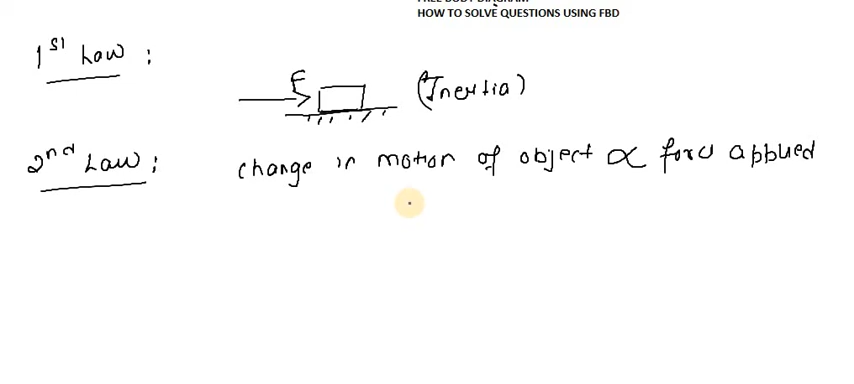 HOW TO SOLVE QUESTIONS USING FBD
1st Law :
F
(Inertia)
2nd Law : change in motion of object ∝ force applied